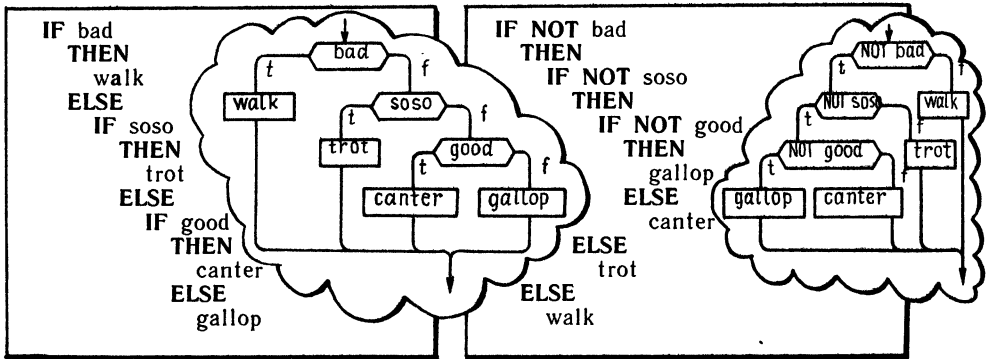 IF bad
THEN
walk
ELSE
IF soso
THEN
trot
ELSE
IF good
THEN
canter
ELSE
gallop
bad
t
f
walk
soso
t
f
trot
good
t
f
canter
gallop
IF NOT bad
THEN
IF NOT soso
THEN
IF NOT good
THEN
gallop
ELSE
canter
ELSE
trot
ELSE
walk
NOT bad
t
f
NOT soso
walk
t
f
NOT good
trot
t
f
gallop
canter